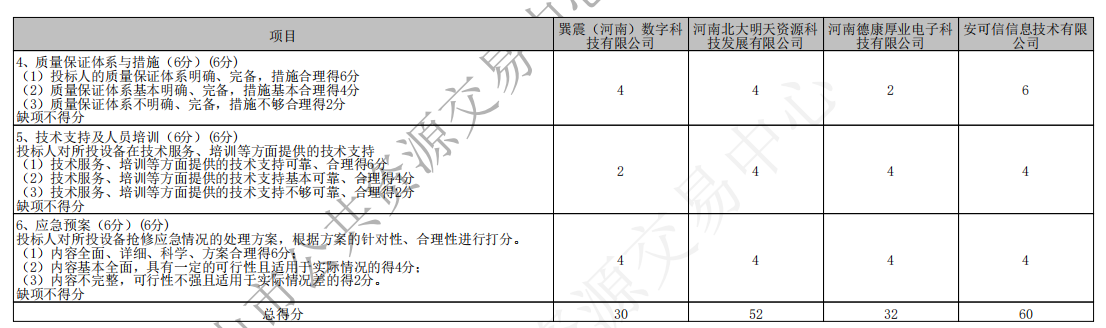 项目 巽震（河南）数字科技有限公司 河南北大明天资源科技发展有限公司 河南德康厚业电子科技有限公司 安可信信息技术有限公司
4、质量保证体系与措施（6分）(6分)
（1）投标人的质量保证体系明确、完备，措施合理得6分
（2）质量保证体系基本明确、完备，措施基本合理得4分
（3）质量保证体系不明确、完备，措施不够合理得2分
缺项不得分
4 4 2 6
5、技术支持及人员培训（6分）(6分)
投标人对所投设备在技术服务、培训等方面提供的技术支持
（1）技术服务、培训等方面提供的技术支持可靠、合理得6分
（2）技术服务、培训等方面提供的技术支持基本可靠、合理得4分
（3）技术服务、培训等方面提供的技术支持不够可靠、合理得2分
缺项不得分
2 4 4 4
6、应急预案（6分）(6分)
投标人对所投设备抢修应急情况的处理方案，根据方案的针对性、合理性进行打分。
（1）内容全面、详细、科学、方案合理得6分；
（2）内容基本全面，具有一定的可行性且适用于实际情况的得4分；
（3）内容不完整，可行性不强且适用于实际情况差的得2分。
缺项不得分
4 4 4 4
总得分 30 52 32 60
市公共资源交易中心
资源交易中心